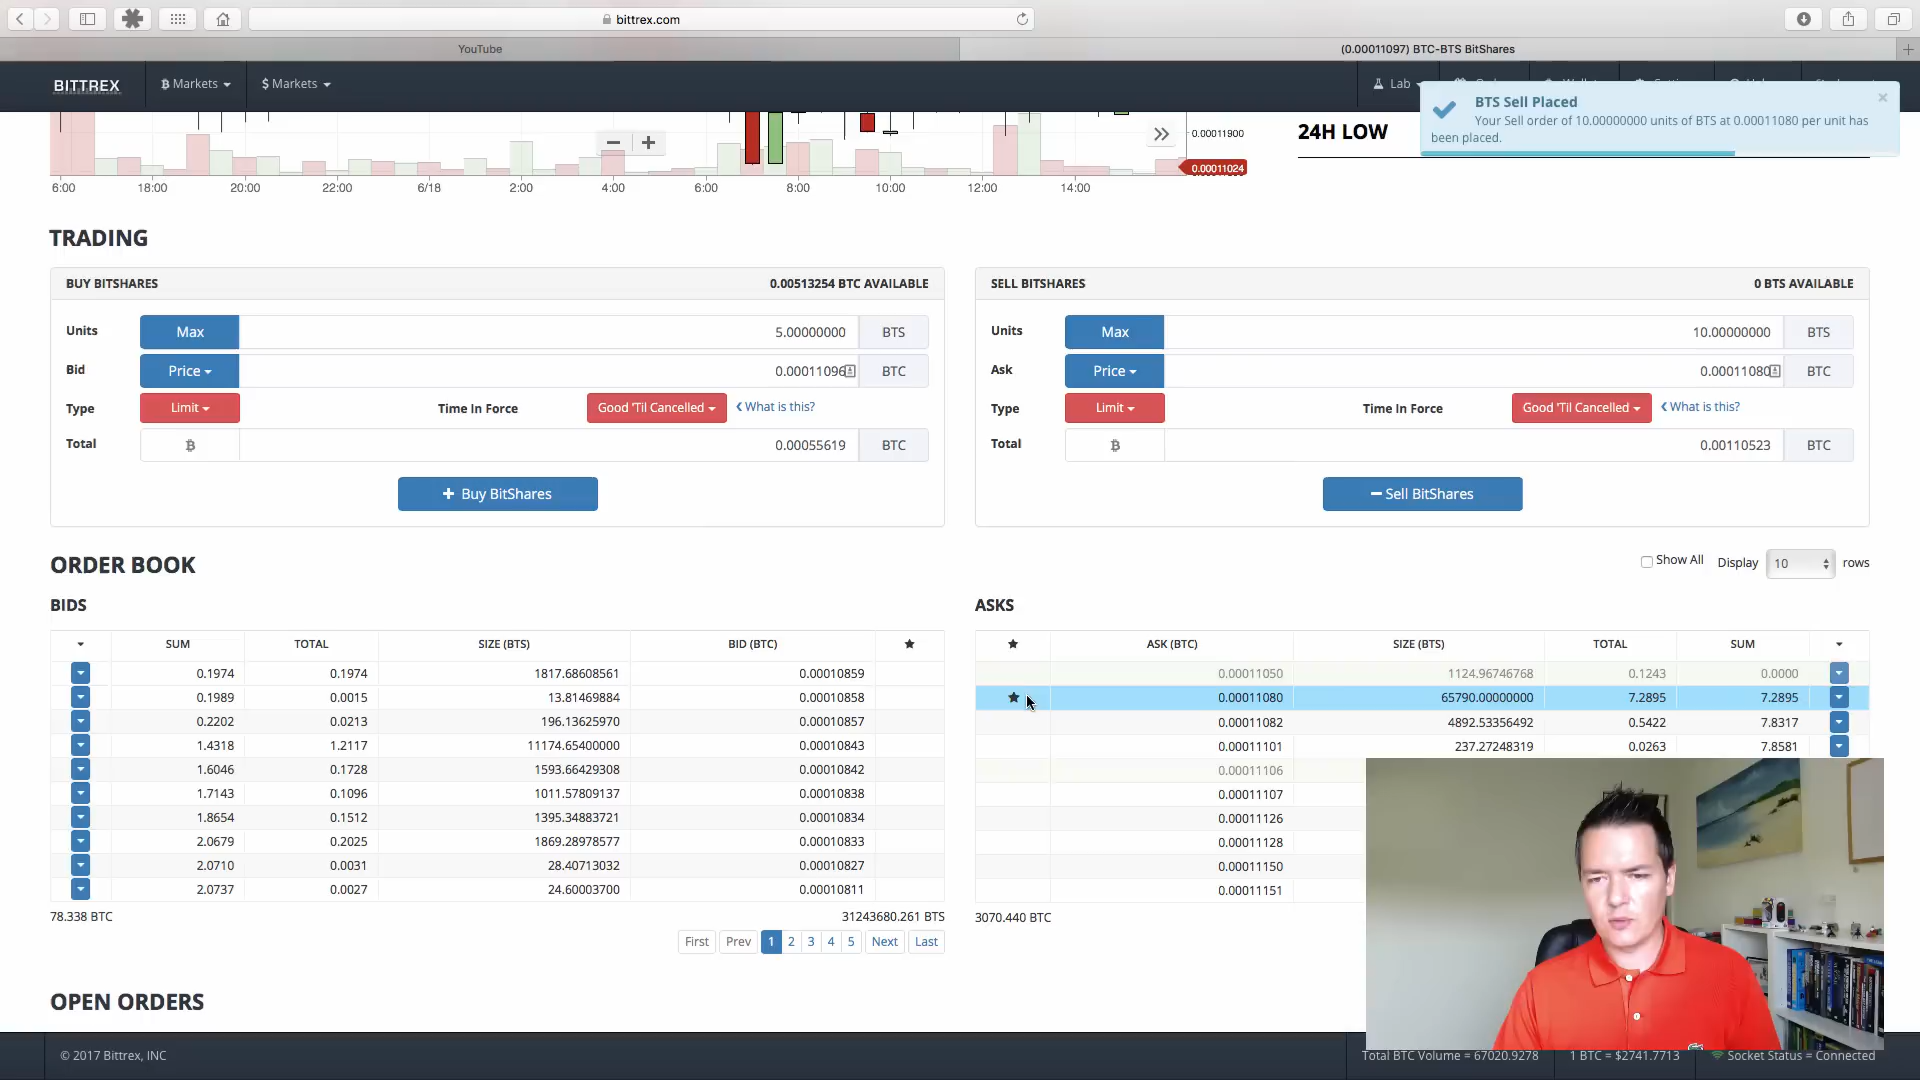 bittrex.com
YouTube
(0.00011097) BTC-BTS BitShares
BITTREX
Markets
$ Markets
Lab
BTS Sell Placed
Your Sell order of 10.00000000 units of BTS at 0.00011080 per unit has
been placed.
0.00011900
24H LOW
0.00011024
6:00 18:00 20:00 22:00 6/18 2:00 4:00 6:00 8:00 10:00 12:00 14:00
TRADING
BUY BITSHARES 0.00513254 BTC AVAILABLE
Units Max 5.00000000 BTS
Bid Price 0.00011096 BTC
Type Limit Time In Force Good 'Til Cancelled What is this?
Total 0.00055619 BTC
+ Buy BitShares
SELL BITSHARES 0 BTS AVAILABLE
Units Max 10.00000000 BTS
Ask Price 0.00011080 BTC
Type Limit Time In Force Good 'Til Cancelled What is this?
Total 0.00110523 BTC
Sell BitShares
ORDER BOOK
Show All Display 10 rows
BIDS
SUM TOTAL SIZE (BTS) BID (BTC)
0.1974 0.1974 1817.68608561 0.00010859
0.1989 0.0015 13.81469884 0.00010858
0.2202 0.0213 196.13625970 0.00010857
1.4318 1.2117 11174.65400000 0.00010843
1.6046 0.1728 1593.66429308 0.00010842
1.7143 0.1096 1011.57809137 0.00010838
1.8654 0.1512 1395.34883721 0.00010834
2.0679 0.2025 1869.28978577 0.00010833
2.0710 0.0031 28.40713032 0.00010827
2.0737 0.0027 24.60003700 0.00010811
78.338 BTC 31243680.261 BTS
First Prev 1 2 3 4 5 Next Last
ASKS
ASK (BTC) SIZE (BTS) TOTAL SUM
0.00011050 1124.96746768 0.1243 0.0000
0.00011080 65790.00000000 7.2895 7.2895
0.00011082 4892.53356492 0.5422 7.8317
0.00011101 237.27248319 0.0263 7.8581
0.00011106
0.00011107
0.00011126
0.00011128
0.00011150
0.00011151
3070.440 BTC
OPEN ORDERS
© 2017 Bittrex, INC
Total BTC Volume = 67020.9278
1 BTC = $2741.7713
Socket Status = Connected